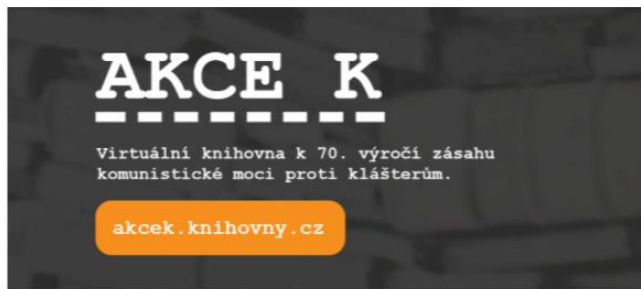 AKCE K
Virtuální knihovna k 70. výročí zásahu
komunistické moci proti klášterům.
akcek.knihovny.cz